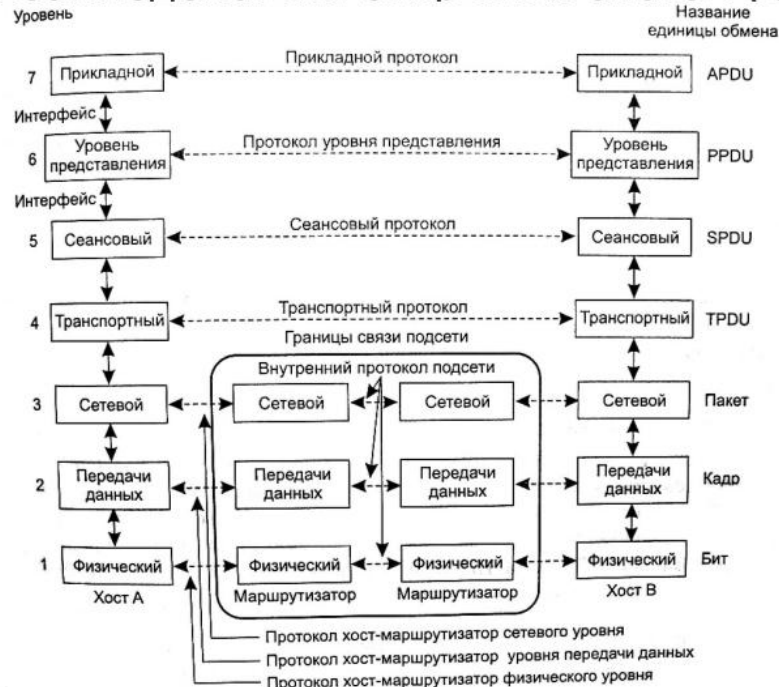 Уровень
Название
единицы обмена
Прикладной протокол
7 Прикладной Прикладной APDU
Интерфейс
Протокол уровня представления
6 Уровень представления Уровень представления PPDU
Интерфейс
Сеансовый протокол
5 Сеансовый Сеансовый SPDU
Транспортный протокол
4 Транспортный Транспортный TPDU
Границы связи подсети
Внутренний протокол подсети
3 Сетевой Сетевой Сетевой Сетевой Пакет
2 Передачи данных Передачи данных Передачи данных Передачи данных Кадр
1 Физический Физический Физический Физический Бит
Хост A Маршрутизатор Маршрутизатор Хост B
Протокол хост-маршрутизатор сетевого уровня
Протокол хост-маршрутизатор уровня передачи данных
Протокол хост-маршрутизатор физического уровня